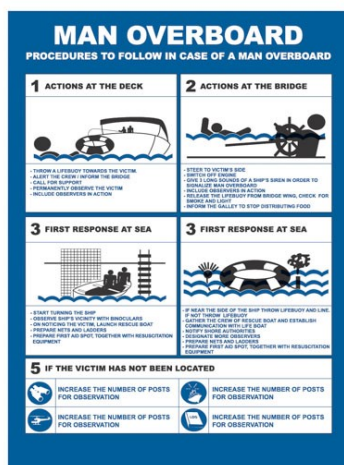 MAN OVERBOARD
PROCEDURES TO FOLLOW IN CASE OF A MAN OVERBOARD
1 ACTIONS AT THE DECK
- THROW A LIFEBUOY TOWARDS THE VICTIM.
- ALERT THE CREW / INFORM THE BRIDGE
- CALL FOR SUPPORT
- PERMANENTLY OBSERVE THE VICTIM
- INCLUDE OBSERVERS IN ACTION
2 ACTIONS AT THE BRIDGE
- STEER TO VICTIM'S SIDE
- SWITCH OFF ENGINE
- GIVE 3 LONG SOUNDS OF A SHIP'S SIREN IN ORDER TO
SIGNALIZE MAN OVERBOARD
- INCLUDE OBSERVERS IN ACTION
- RELEASE THE LIFEBUOY FROM BRIDGE WING, CHECK FOR
SMOKE AND LIGHT
- INFORM THE GALLEY TO STOP DISTRIBUTING FOOD
3 FIRST RESPONSE AT SEA
- START TURNING THE SHIP
- OBSERVE SHIP'S VICINITY WITH BINOCULARS
- ON NOTICING THE VICTIM, LAUNCH RESCUE BOAT
- PREPARE NETS AND LADDERS
- PREPARE FIRST AID SPOT, TOGETHER WITH RESUSCITATION
EQUIPMENT
3 FIRST RESPONSE AT SEA
- IF NEAR THE SIDE OF THE SHIP THROW LIFEBUOY AND LINE.
IF NOT THROW LIFEBUOY
- GATHER THE CREW OF RESCUE BOAT AND ESTABLISH
COMMUNICATION WITH LIFE BOAT
- NOTIFY SHORE AUTHORITIES
- DESIGNATE MORE OBSERVERS
- PREPARE NETS AND LADDERS
- PREPARE FIRST AID SPOT, TOGETHER WITH RESUSCITATION
EQUIPMENT
5 IF THE VICTIM HAS NOT BEEN LOCATED
INCREASE THE NUMBER OF POSTS
FOR OBSERVATION
INCREASE THE NUMBER OF POSTS
FOR OBSERVATION
INCREASE THE NUMBER OF POSTS
FOR OBSERVATION
INCREASE THE NUMBER OF POSTS
FOR OBSERVATION